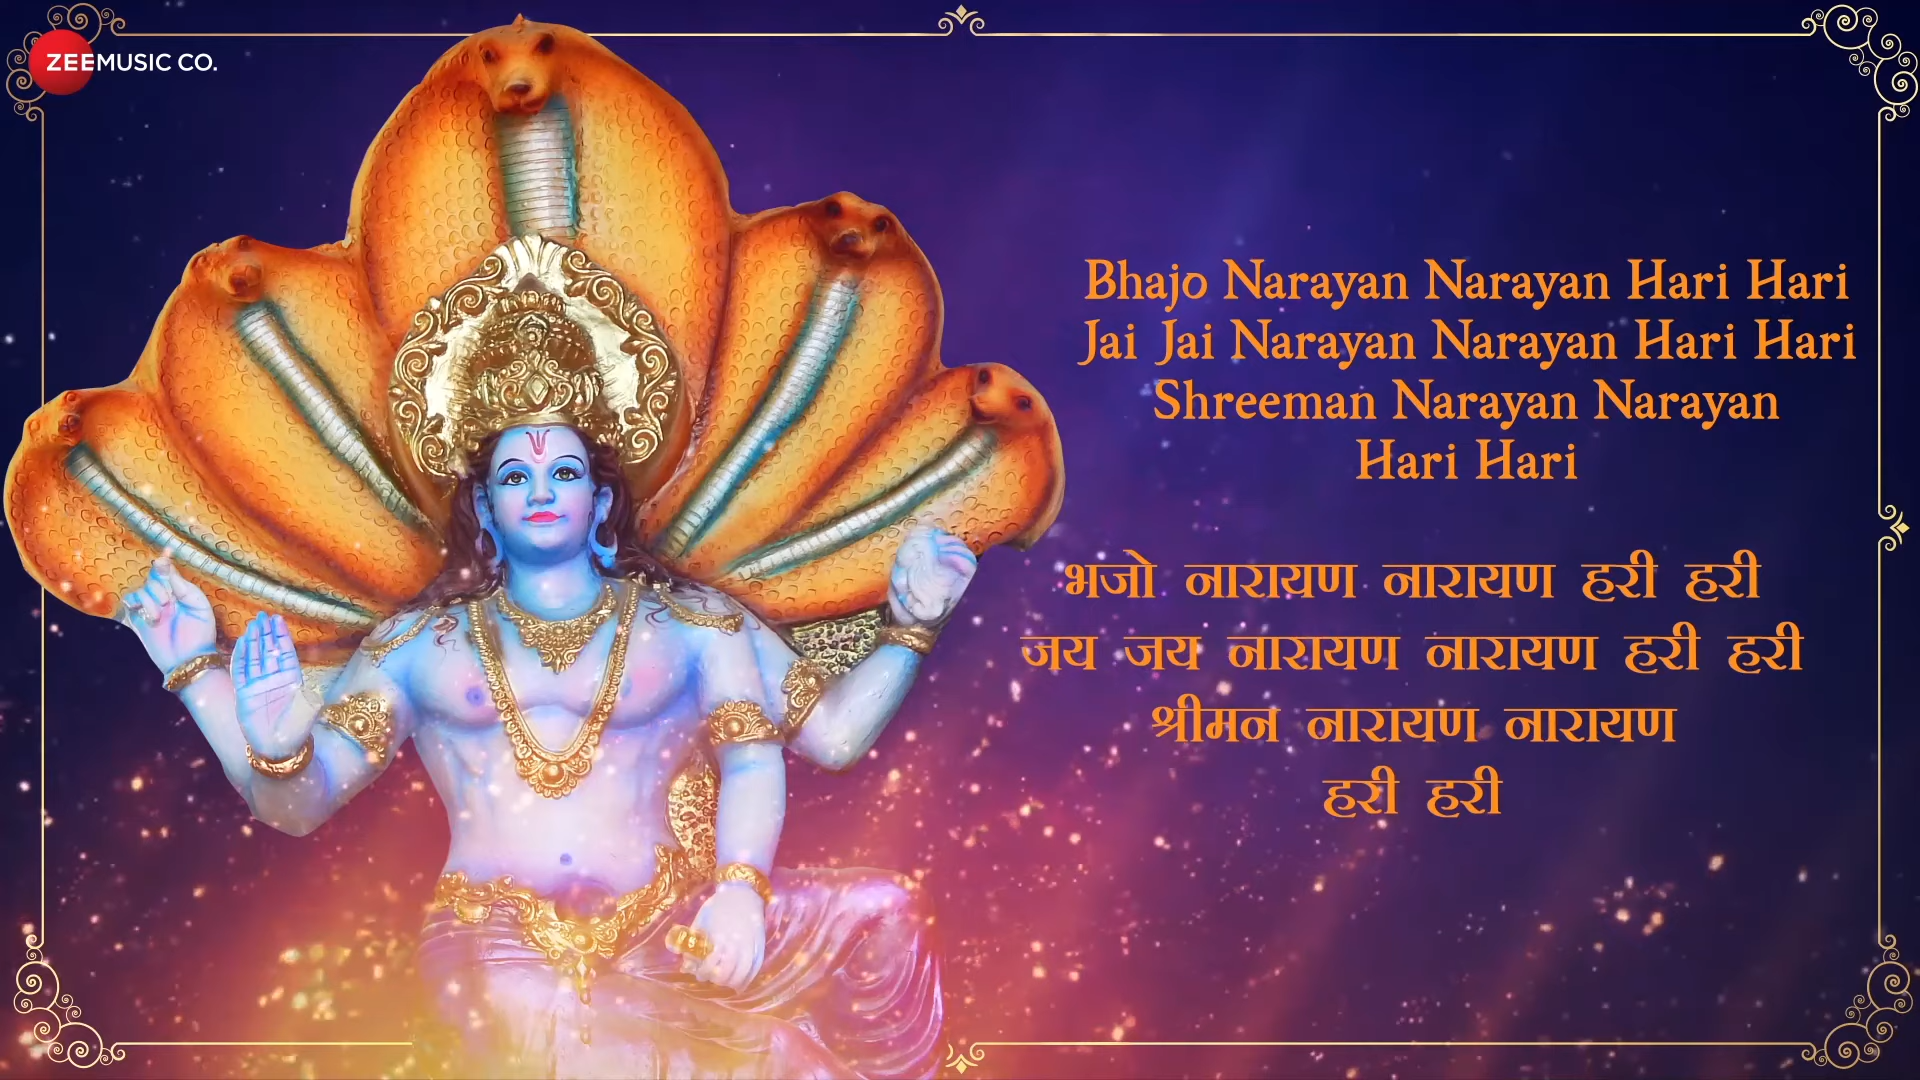 ZEEMUSIC CO.
Bhajo Narayan Narayan Hari Hari
Jai Jai Narayan Narayan Hari Hari
Shreeman Narayan Narayan
Hari Hari
भजो नारायण नारायण हरी हरी
जय जय नारायण नारायण हरी हरी
श्रीमन नारायण नारायण
हरी हरी